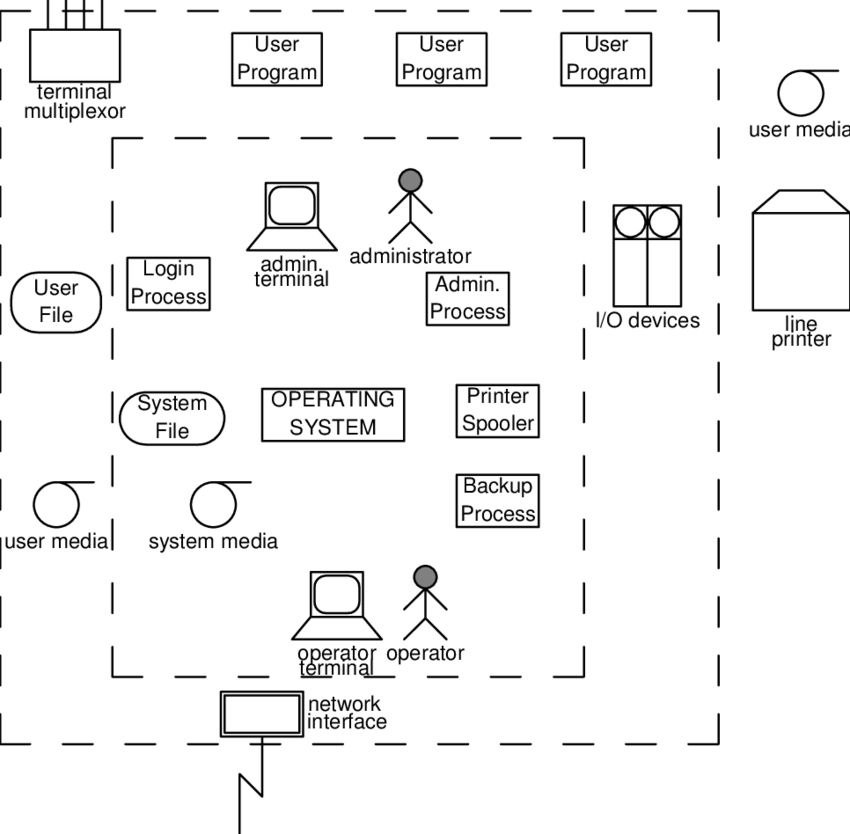 User
Program
User
Program
User
Program
terminal
multiplexor
user media
administrator
admin.
terminal
Login
Process
Admin.
Process
User
File
I/O devices
line
printer
System
File
OPERATING
SYSTEM
Printer
Spooler
Backup
Process
user media
system media
operator
terminal
operator
network
interface